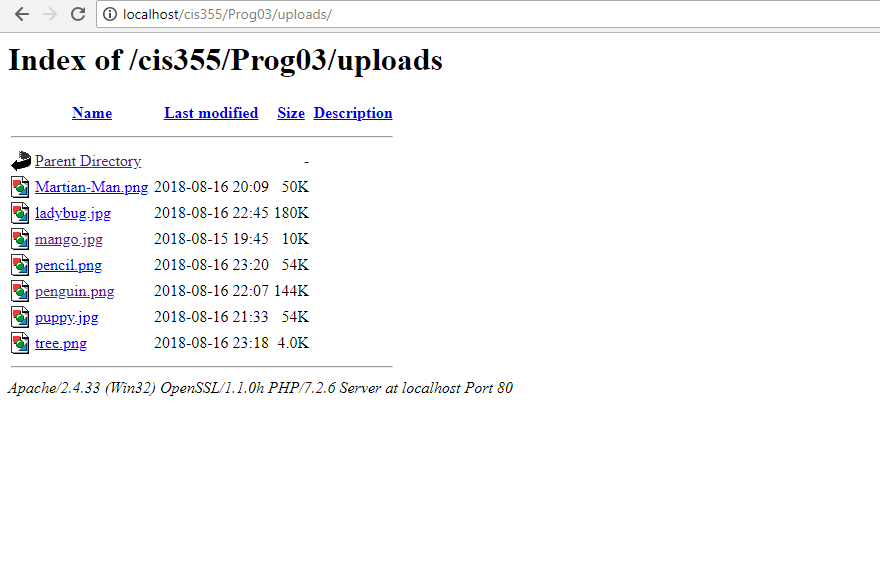 localhost/cis355/Prog03/uploads/
Index of /cis355/Prog03/uploads
Name Last modified Size Description
Parent Directory -
Martian-Man.png 2018-08-16 20:09 50K
ladybug.jpg 2018-08-16 22:45 180K
mango.jpg 2018-08-15 19:45 10K
pencil.png 2018-08-16 23:20 54K
penguin.png 2018-08-16 22:07 144K
puppy.jpg 2018-08-16 21:33 54K
tree.png 2018-08-16 23:18 4.0K
Apache/2.4.33 (Win32) OpenSSL/1.1.0h PHP/7.2.6 Server at localhost Port 80